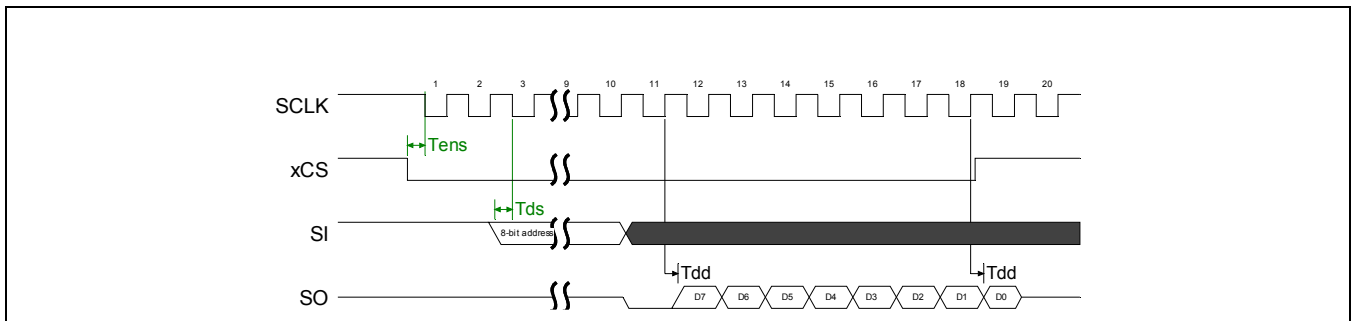 1 2 3 9 10 11 12 13 14 15 16 17 18 19 20
SCLK
Tens
xCS
Tds
SI 8-bit address
Tdd Tdd
SO D7 D6 D5 D4 D3 D2 D1 D0